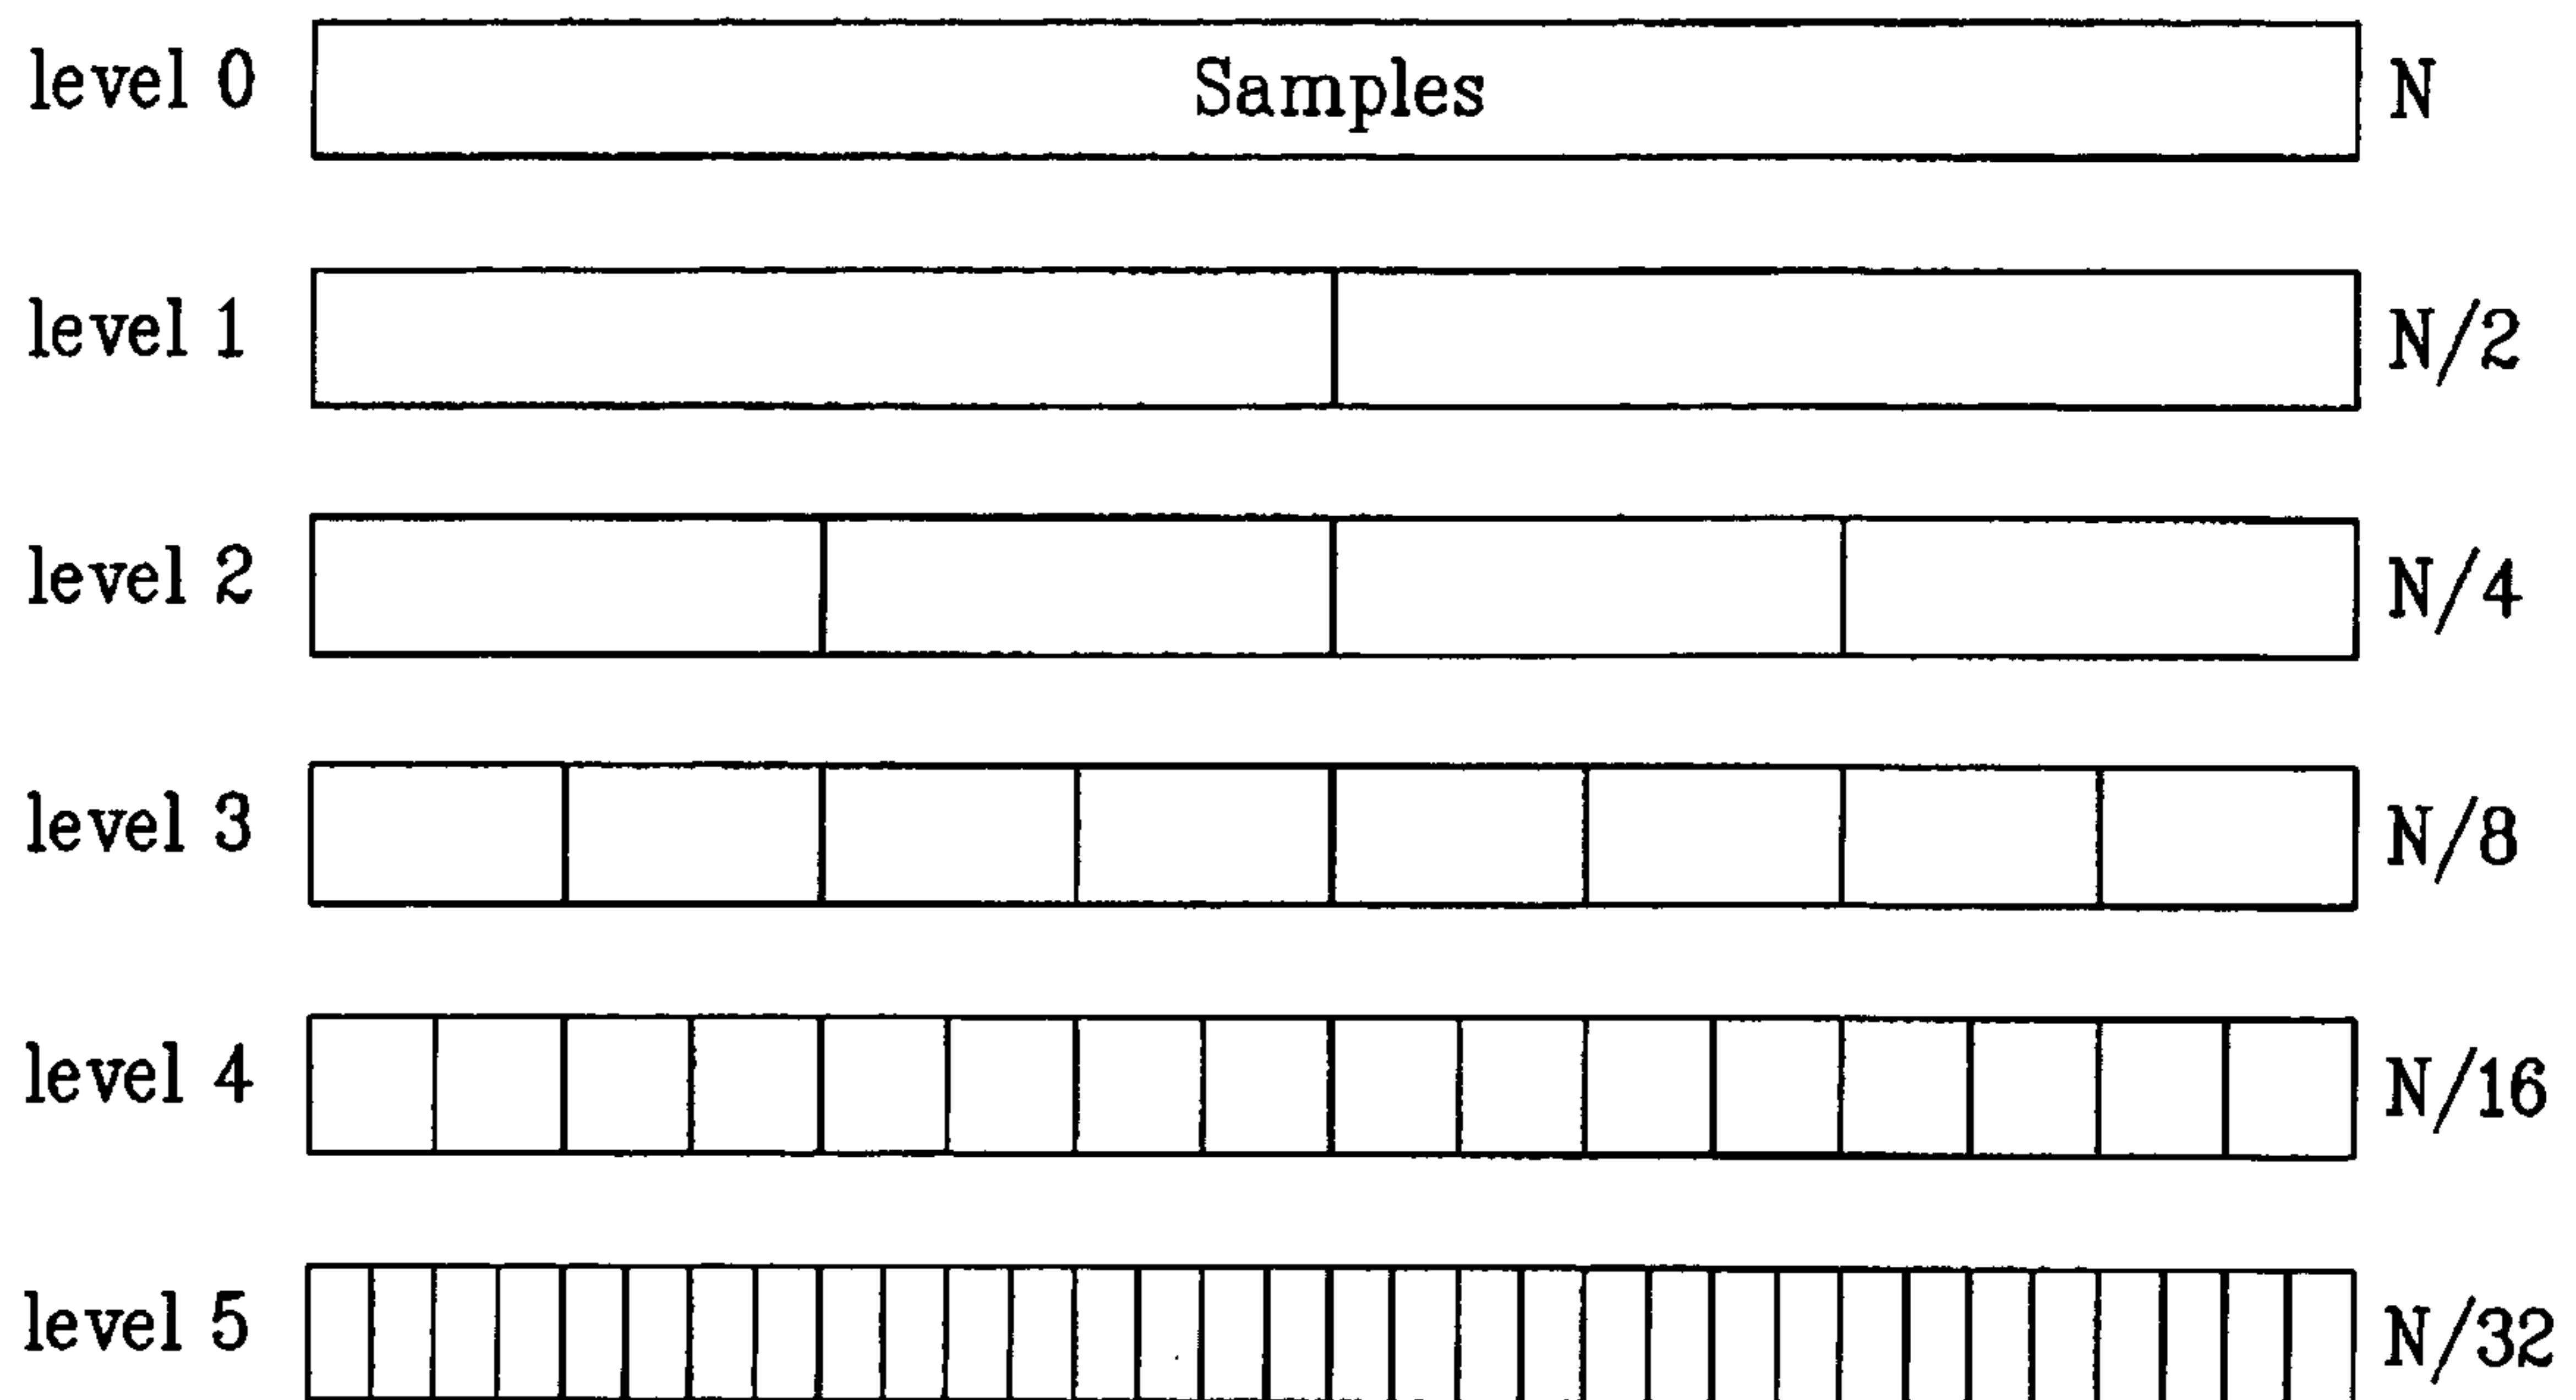 level 0 Samples N
level 1 N/2
level 2 N/4
level 3 N/8
level 4 N/16
level 5 N/32